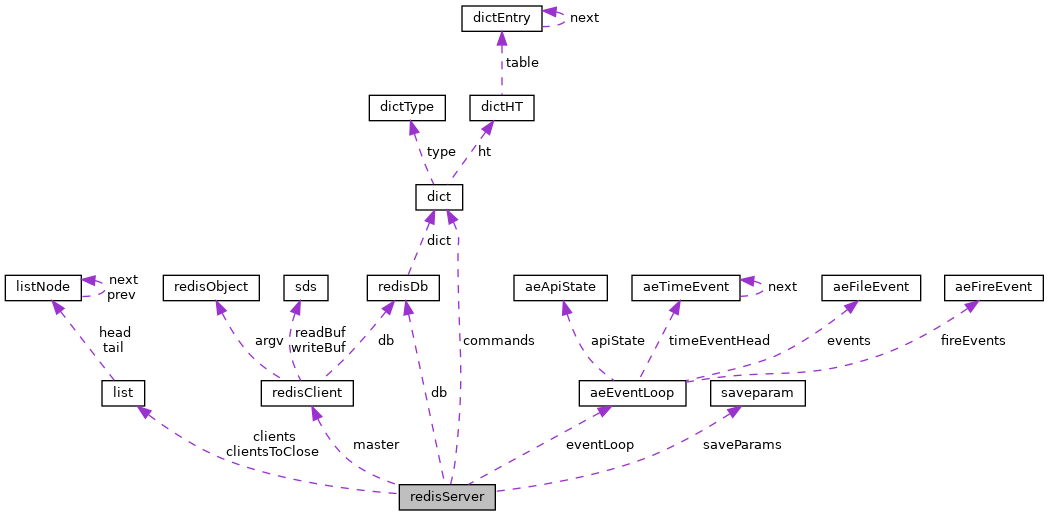 dictEntry
next
table
dictType
dictHT
type
ht
dict
dict
listNode
next
prev
redisObject
sds
redisDb
aeApiState
aeTimeEvent
next
aeFileEvent
aeFireEvent
head
tail
argv
readBuf
writeBuf
db
commands
apiState
timeEventHead
events
fireEvents
list
redisClient
db
aeEventLoop
saveparam
clients
clientsToClose
master
eventLoop
saveParams
redisServer